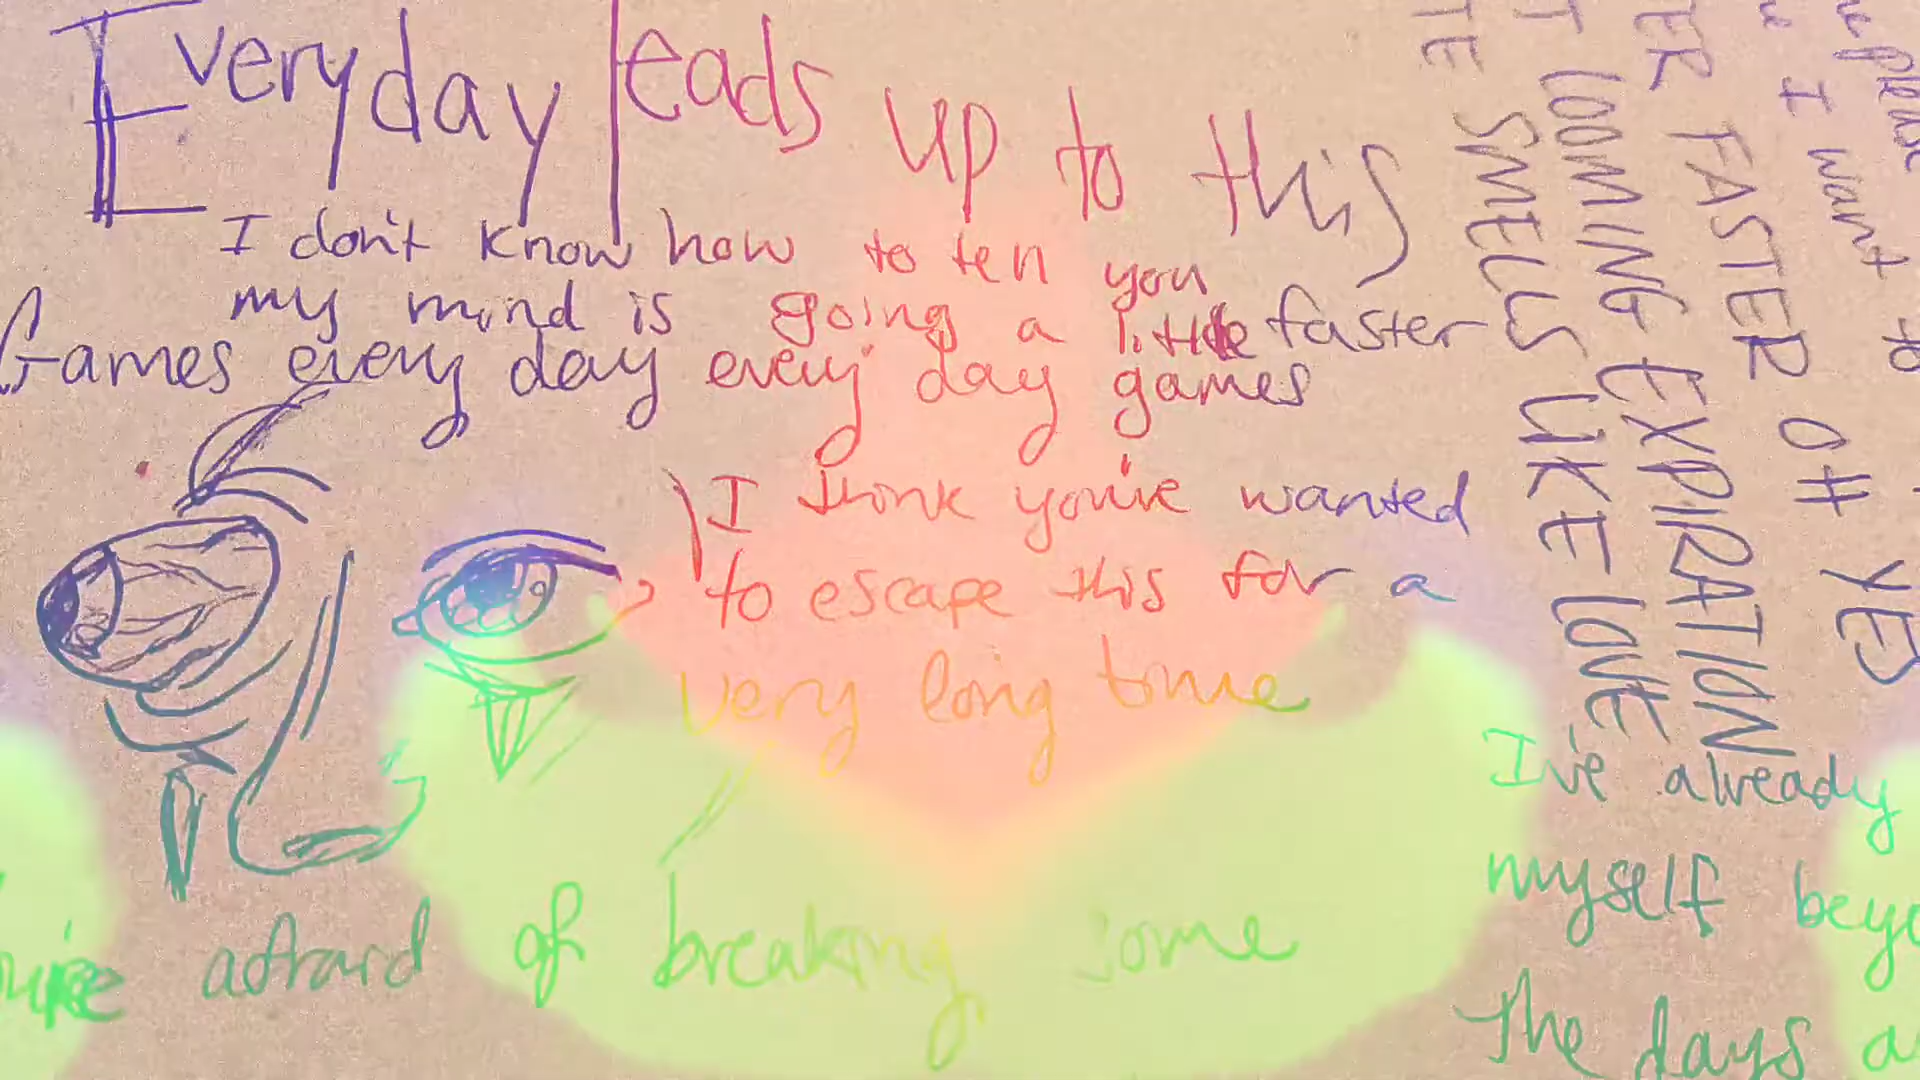 Everyday leads up to this
I don't know how to tell you
my mind is going a little faster
Games every day every day games
I think you've wanted
to escape this for a
very long time
afraid of breaking some
I've already
myself
The days
please
I want to
FASTER OH YES
LOOMING EXPIRATION
SMELLS LIKE LOVE